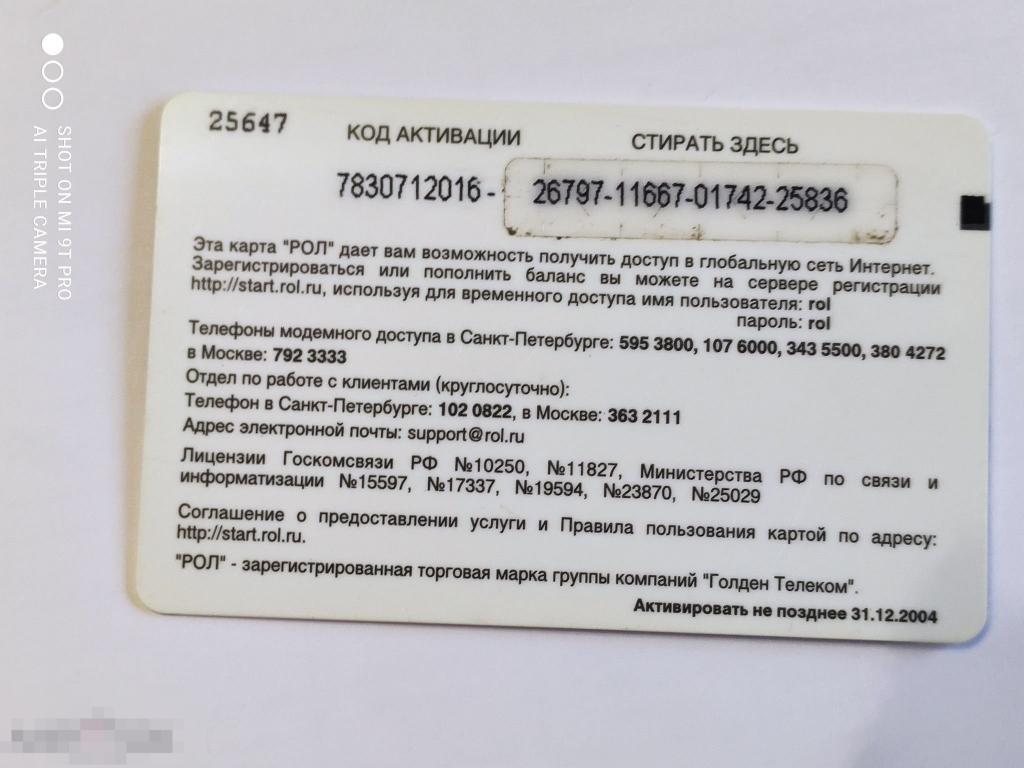 SHOT ON MI 9T PRO
AI TRIPLE CAMERA
25647
КОД АКТИВАЦИИ
СТИРАТЬ ЗДЕСЬ
7830712016 - 26797-11667-01742-25836
Эта карта "РОЛ" дает вам возможность получить доступ в глобальную сеть Интернет.
Зарегистрироваться или пополнить баланс вы можете на сервере регистрации
http://start.rol.ru, используя для временного доступа имя пользователя: rol
пароль: rol
Телефоны модемного доступа в Санкт-Петербурге: 595 3800, 107 6000, 343 5500, 380 4272
в Москве: 792 3333
Отдел по работе с клиентами (круглосуточно):
Телефон в Санкт-Петербурге: 102 0822, в Москве: 363 2111
Адрес электронной почты: support@rol.ru
Лицензии Госкомсвязи РФ №10250, №11827, Министерства РФ по связи и
информатизации №15597, №17337, №19594, №23870, №25029
Соглашение о предоставлении услуги и Правила пользования картой по адресу:
http://start.rol.ru.
"РОЛ" - зарегистрированная торговая марка группы компаний "Голден Телеком".
Активировать не позднее 31.12.2004